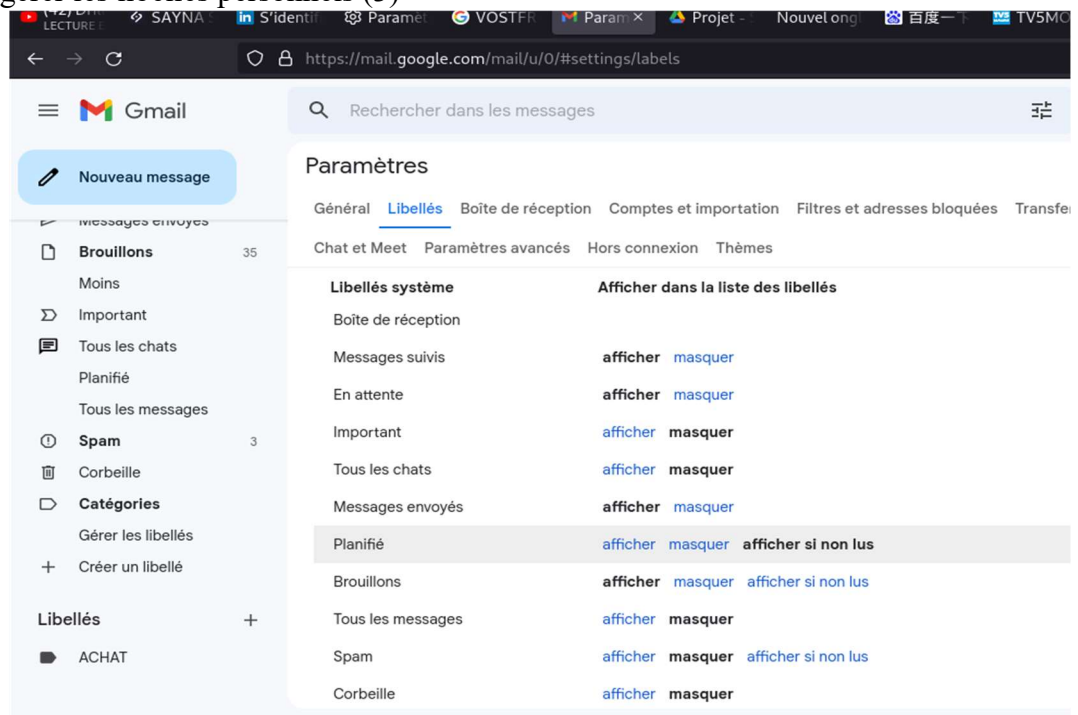 (5)
LECTURE E SAYNA S'identif Paramèt VOSTFR Param Projet - Nouvel ongl 百度一下 TV5MO
https://mail.google.com/mail/u/0/#settings/labels
Gmail
Rechercher dans les messages
Nouveau message
Messages envoyés
Brouillons 35
Moins
Important
Tous les chats
Planifié
Tous les messages
Spam 3
Corbeille
Catégories
Gérer les libellés
Créer un libellé
Libellés
ACHAT
Paramètres
Général Libellés Boîte de réception Comptes et importation Filtres et adresses bloquées Transfe
Chat et Meet Paramètres avancés Hors connexion Thèmes
Libellés système Afficher dans la liste des libellés
Boîte de réception
Messages suivis afficher masquer
En attente afficher masquer
Important afficher masquer
Tous les chats afficher masquer
Messages envoyés afficher masquer
Planifié afficher masquer afficher si non lus
Brouillons afficher masquer afficher si non lus
Tous les messages afficher masquer
Spam afficher masquer afficher si non lus
Corbeille afficher masquer